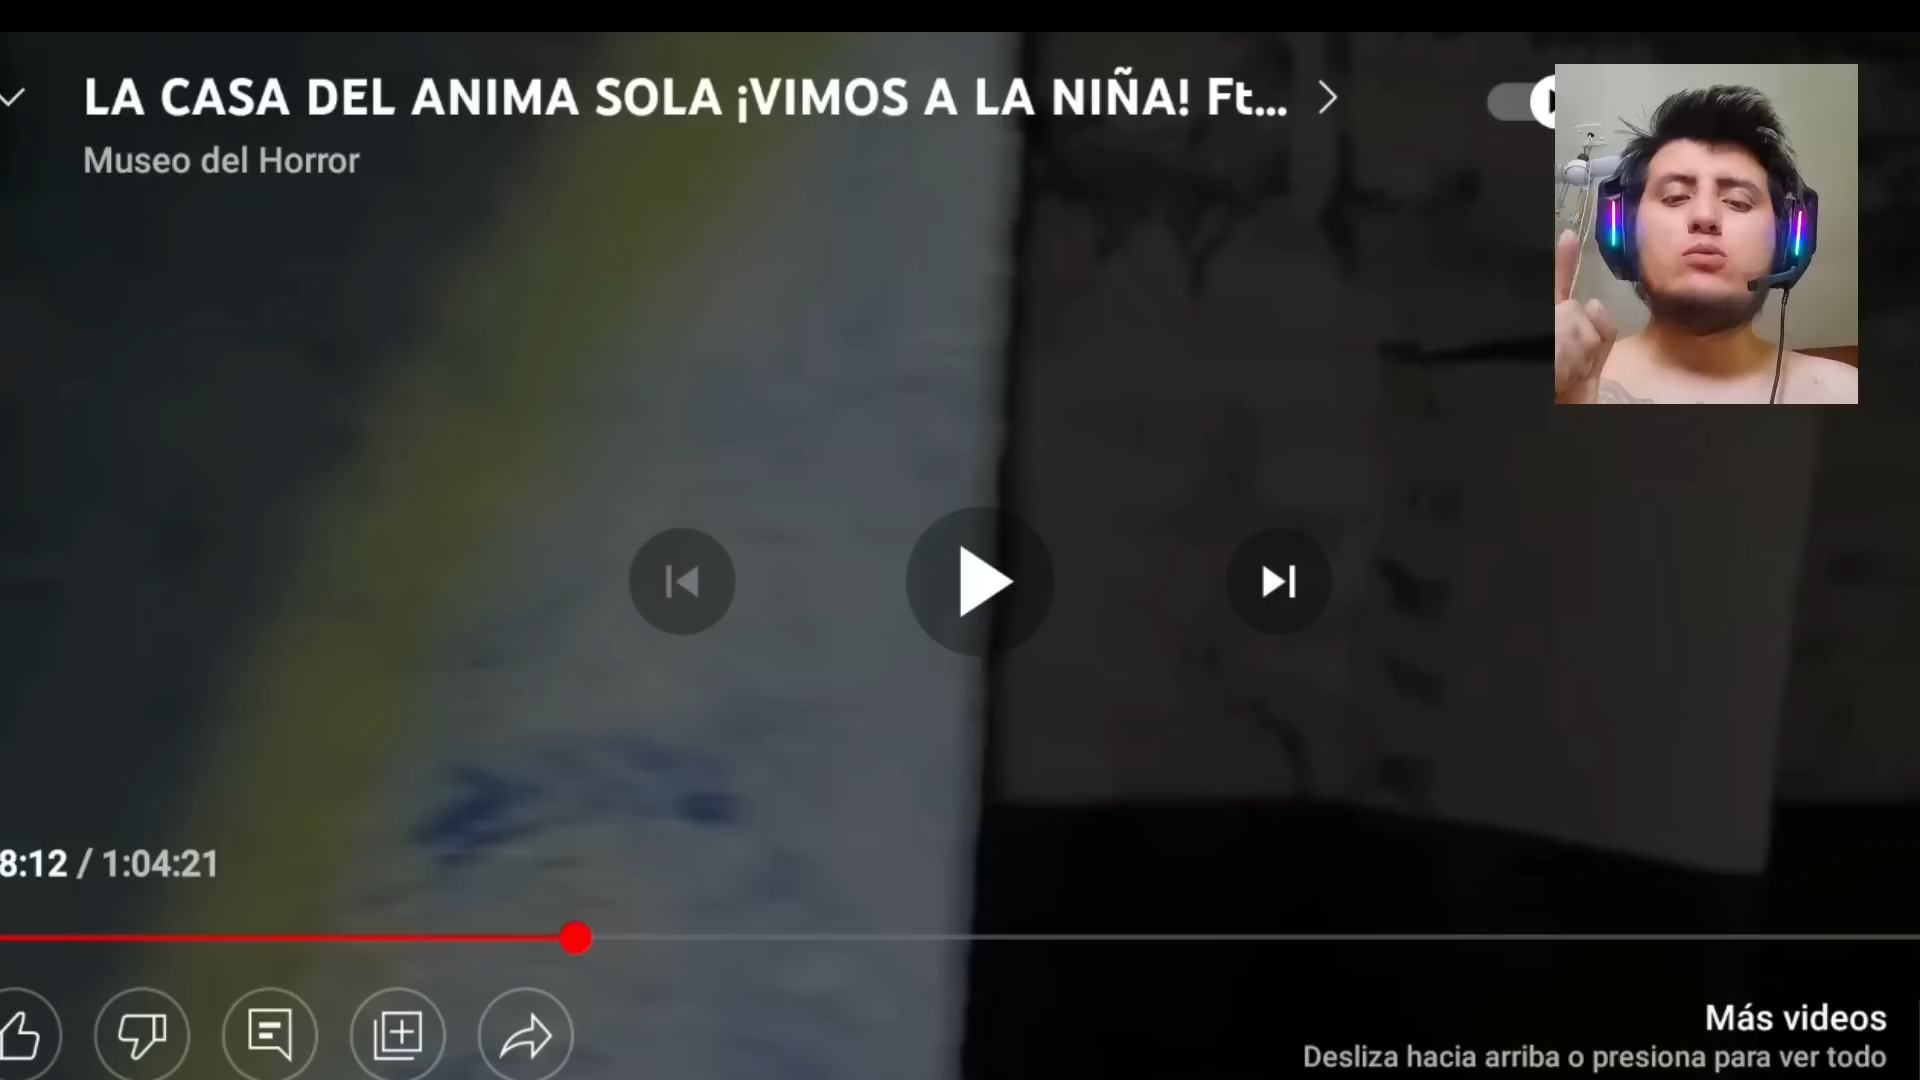 LA CASA DEL ANIMA SOLA ¡VIMOS A LA NIÑA! Ft...
Museo del Horror
8:12 / 1:04:21
Más videos
Desliza hacia arriba o presiona para ver todo